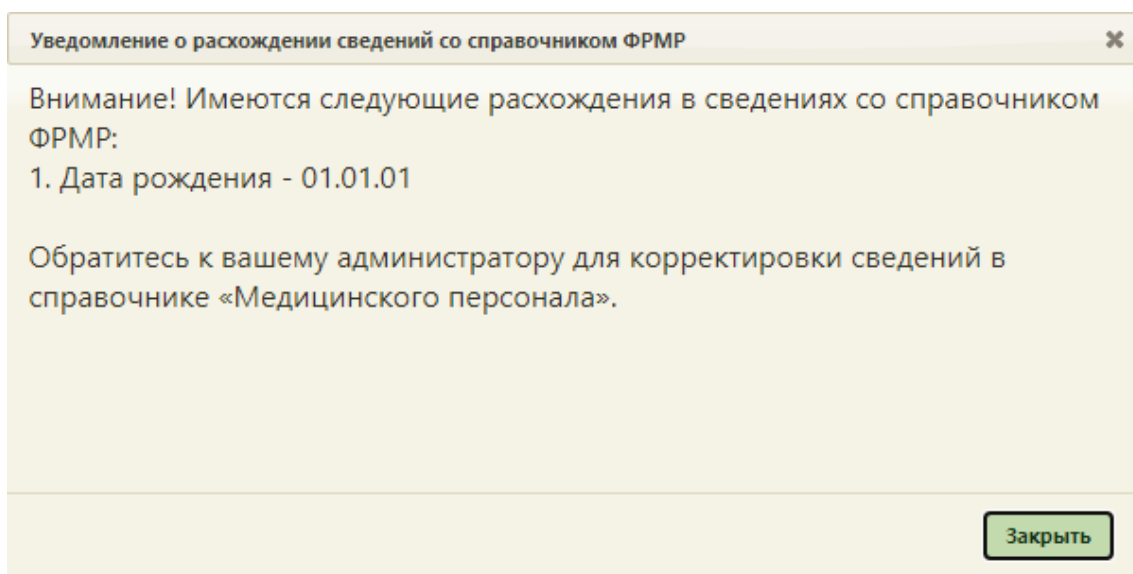 Уведомление о расхождении сведений со справочником ФРМР
Внимание! Имеются следующие расхождения в сведениях со справочником
ФРМР:
1. Дата рождения - 01.01.01
Обратитесь к вашему администратору для корректировки сведений в
справочнике «Медицинского персонала».
Закрыть